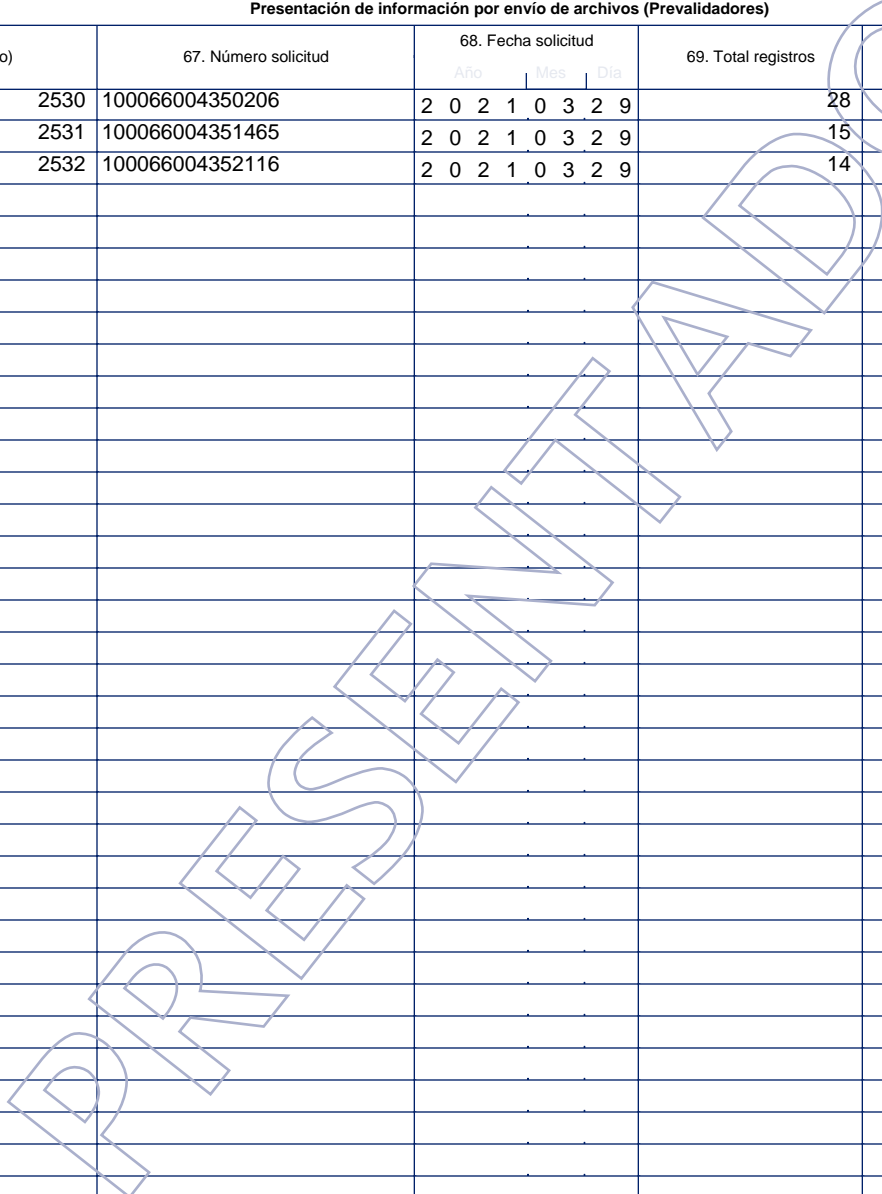 Presentación de información por envío de archivos (Prevalidadores)
o) 67. Número solicitud 68. Fecha solicitud 69. Total registros
Año Mes Día
2530 100066004350206 2 0 2 1 0 3 2 9 28
2531 100066004351465 2 0 2 1 0 3 2 9 15
2532 100066004352116 2 0 2 1 0 3 2 9 14
PRESENTADO